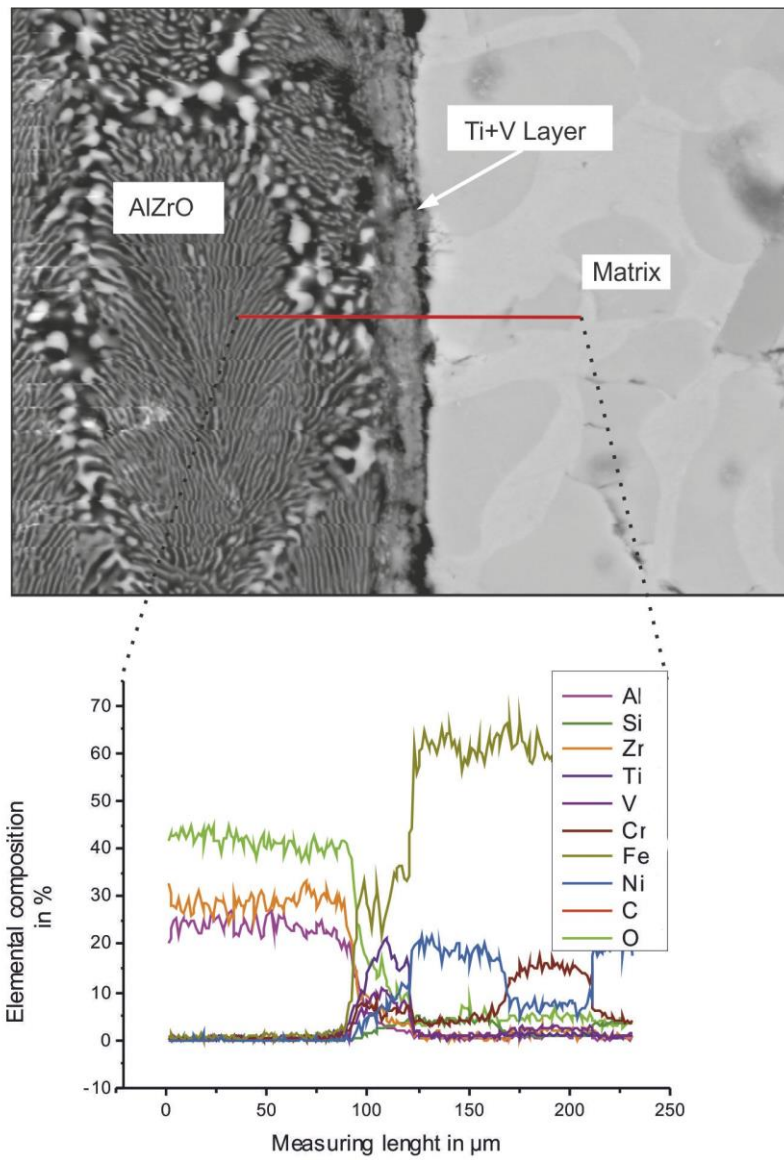 Ti+V Layer
AlZrO
Matrix
70
60
50
40
30
20
10
0
-10
0
50
100
150
200
250
Elemental composition
in %
Measuring lenght in µm
Al
Si
Zr
Ti
V
Cr
Fe
Ni
C
O